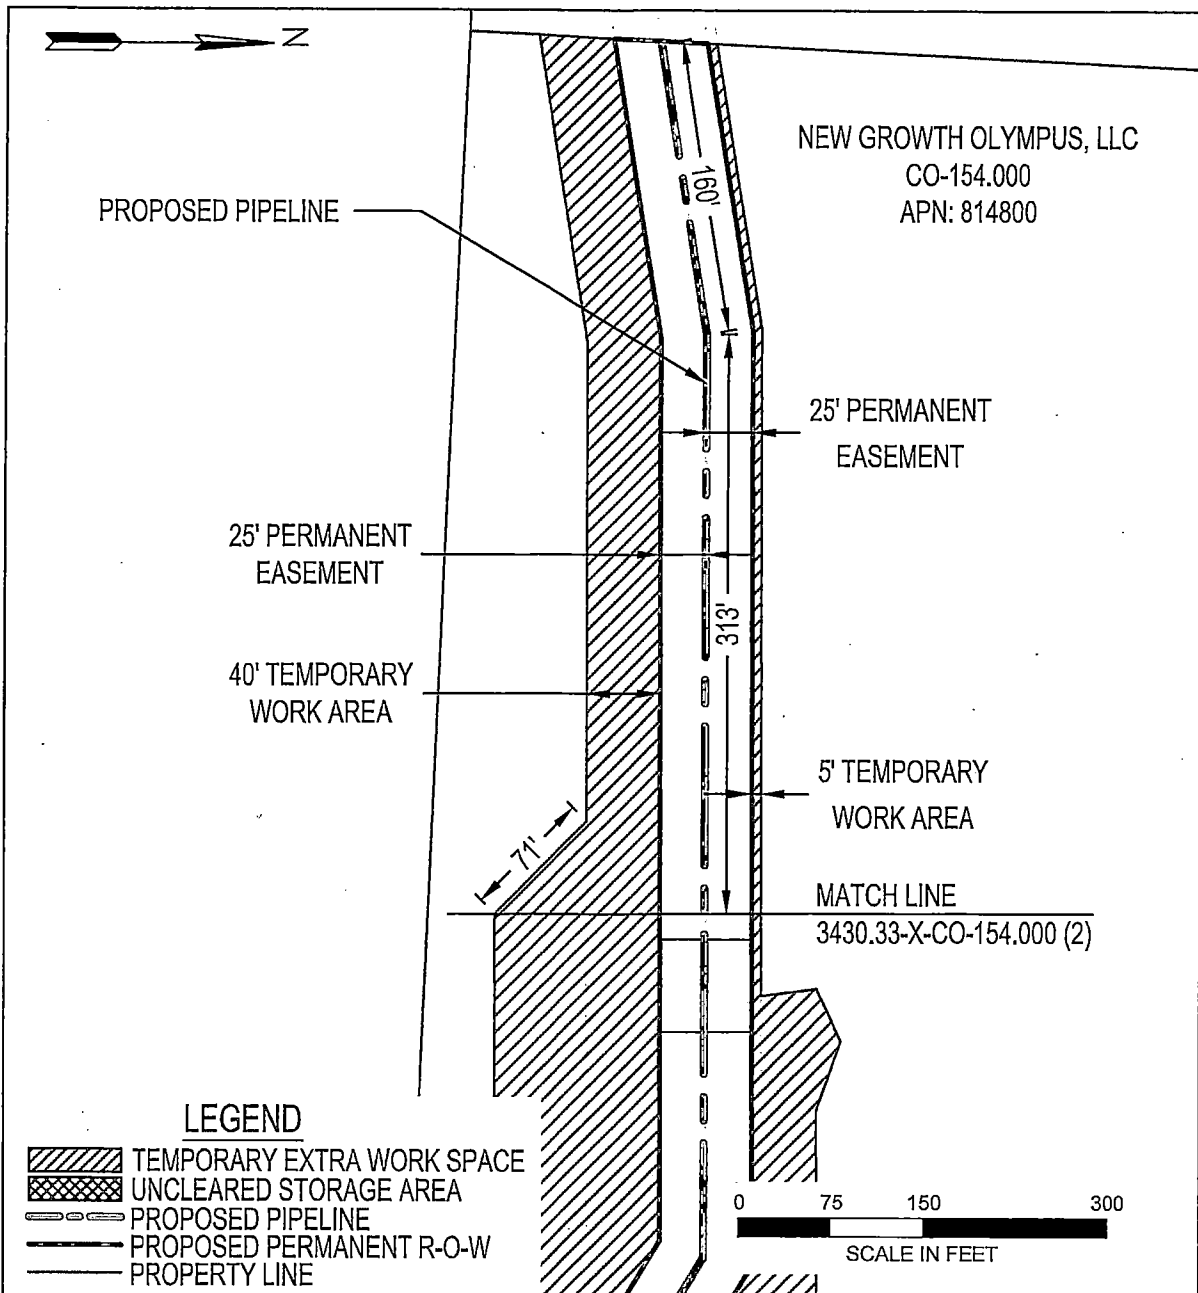 N
NEW GROWTH OLYMPUS, LLC
CO-154.000
APN: 814800
PROPOSED PIPELINE
160'
25' PERMANENT
EASEMENT
25' PERMANENT
EASEMENT
313'
40' TEMPORARY
WORK AREA
5' TEMPORARY
WORK AREA
71'
MATCH LINE
3430.33-X-CO-154.000 (2)
LEGEND
TEMPORARY EXTRA WORK SPACE
UNCLEARED STORAGE AREA
PROPOSED PIPELINE
PROPOSED PERMANENT R-O-W
PROPERTY LINE
0 75 150 300
SCALE IN FEET